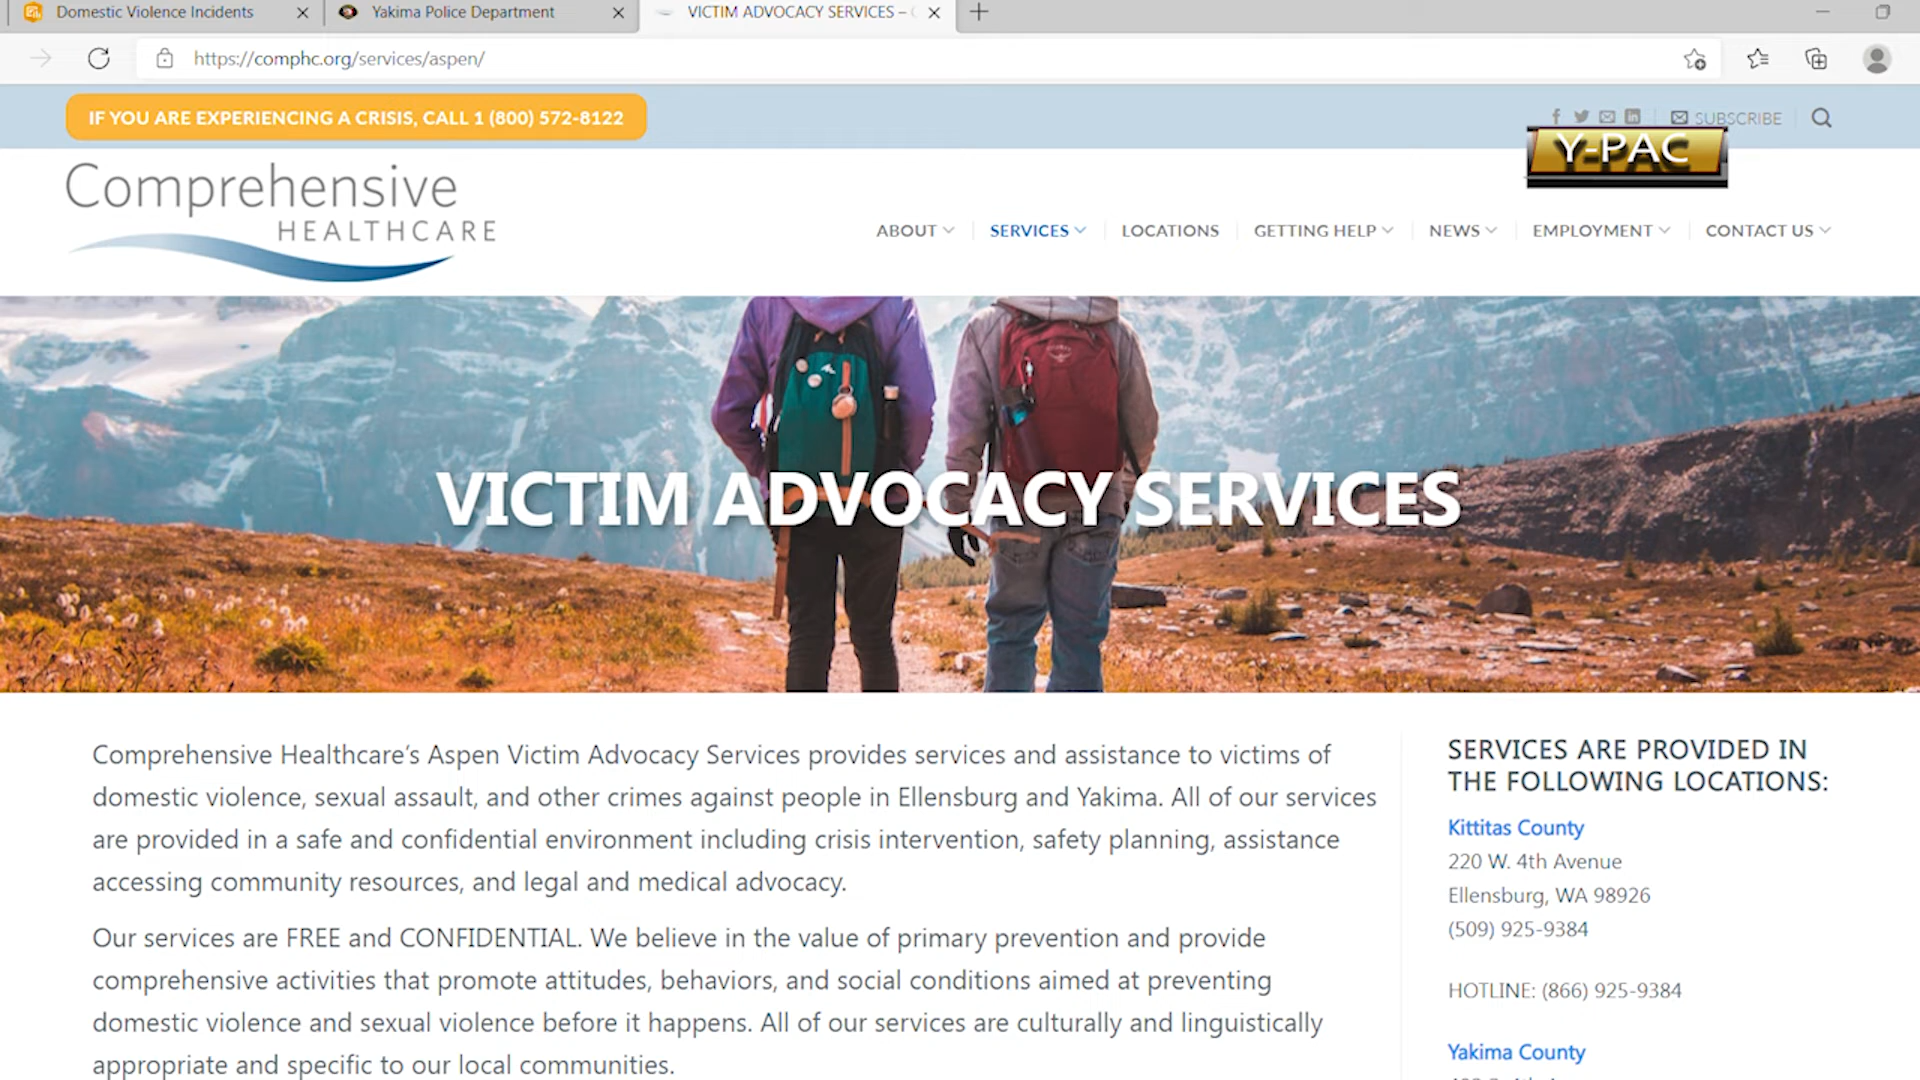 Domestic Violence Incidents
Yakima Police Department
VICTIM ADVOCACY SERVICES –
https://comphc.org/services/aspen/
IF YOU ARE EXPERIENCING A CRISIS, CALL 1 (800) 572-8122
SUBSCRIBE
Y-PAC
Comprehensive
HEALTHCARE
ABOUT
SERVICES
LOCATIONS
GETTING HELP
NEWS
EMPLOYMENT
CONTACT US
VICTIM ADVOCACY SERVICES
Comprehensive Healthcare's Aspen Victim Advocacy Services provides services and assistance to victims of
domestic violence, sexual assault, and other crimes against people in Ellensburg and Yakima. All of our services
are provided in a safe and confidential environment including crisis intervention, safety planning, assistance
accessing community resources, and legal and medical advocacy.
Our services are FREE and CONFIDENTIAL. We believe in the value of primary prevention and provide
comprehensive activities that promote attitudes, behaviors, and social conditions aimed at preventing
domestic violence and sexual violence before it happens. All of our services are culturally and linguistically
appropriate and specific to our local communities.
SERVICES ARE PROVIDED IN
THE FOLLOWING LOCATIONS:
Kittitas County
220 W. 4th Avenue
Ellensburg, WA 98926
(509) 925-9384
HOTLINE: (866) 925-9384
Yakima County